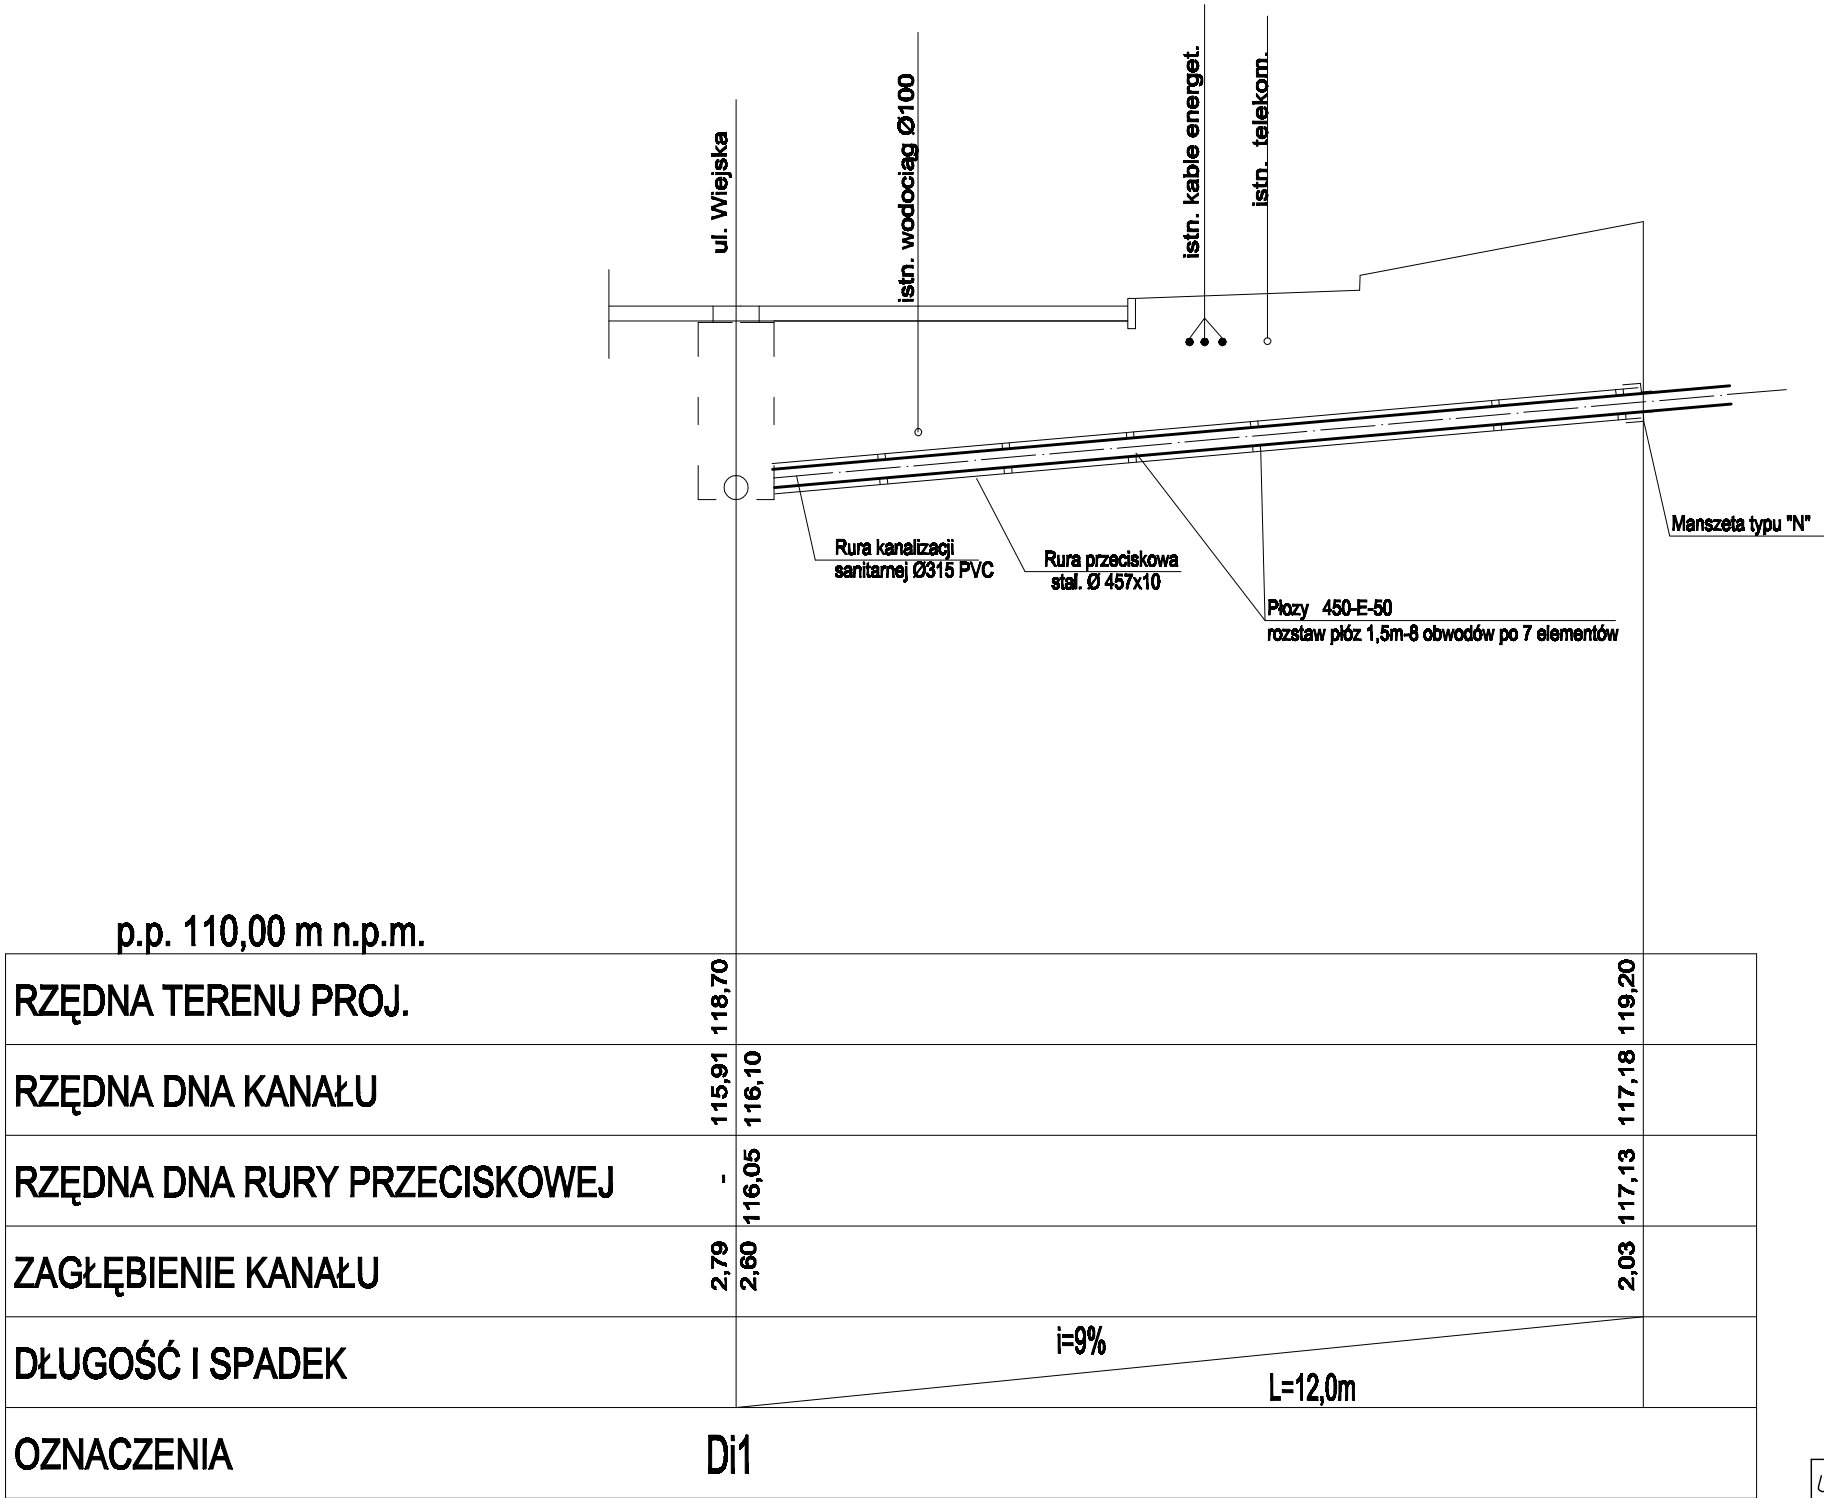 ul. Wiejska
istn. wodociąg Ø100
istn. kable energet.
istn. telekom.
Manszeta typu "N"
Rura kanalizacji
sanitarnej Ø315 PVC
Rura przeciskowa
stal. Ø 457x10
Płozy 450-E-50
rozstaw płóz 1,5m-8 obwodów po 7 elementów
p.p. 110,00 m n.p.m.
RZĘDNA TERENU PROJ. 118,70 119,20
RZĘDNA DNA KANAŁU 115,91 116,10 117,18
RZĘDNA DNA RURY PRZECISKOWEJ - 116,05 117,13
ZAGŁĘBIENIE KANAŁU 2,79 2,60 2,03
DŁUGOŚĆ I SPADEK i=9% L=12,0m
OZNACZENIA Di1